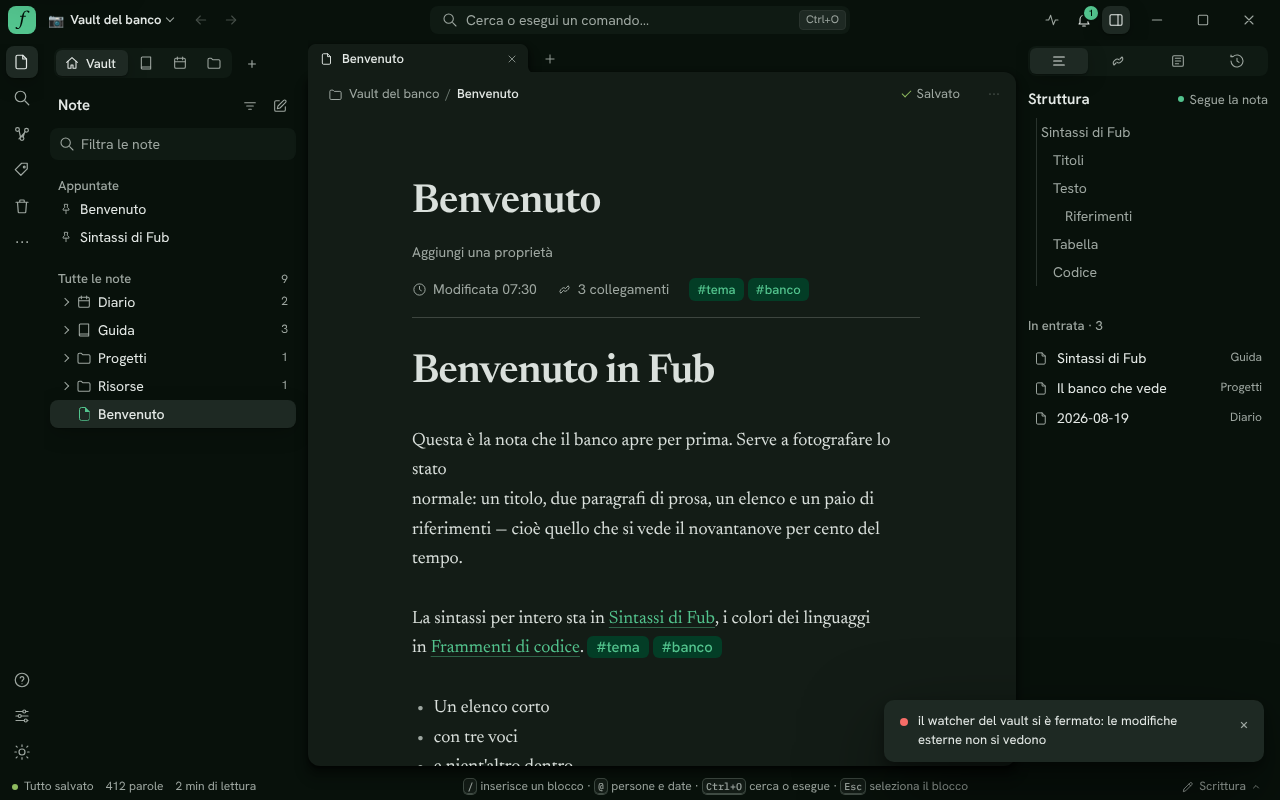 f
Vault del banco
Cerca o esegui un comando...
Ctrl+O
1
Vault
Note
Filtra le note
Appuntate
Benvenuto
Sintassi di Fub
Tutte le note 9
Diario 2
Guida 3
Progetti 1
Risorse 1
Benvenuto
Benvenuto
Vault del banco / Benvenuto
Salvato
Benvenuto
Aggiungi una proprietà
Modificata 07:30 3 collegamenti #tema #banco
Benvenuto in Fub
Questa è la nota che il banco apre per prima. Serve a fotografare lo
stato
normale: un titolo, due paragrafi di prosa, un elenco e un paio di
riferimenti — cioè quello che si vede il novantanove per cento del
tempo.
La sintassi per intero sta in Sintassi di Fub, i colori dei linguaggi
in Frammenti di codice. #tema #banco
• Un elenco corto
• con tre voci
• e nient'altro dentro
Struttura
Segue la nota
Sintassi di Fub
Titoli
Testo
Riferimenti
Tabella
Codice
In entrata · 3
Sintassi di Fub Guida
Il banco che vede Progetti
2026-08-19 Diario
il watcher del vault si è fermato: le modifiche
esterne non si vedono
Tutto salvato 412 parole 2 min di lettura
/ inserisce un blocco · @ persone e date · Ctrl+O cerca o esegue · Esc seleziona il blocco
Scrittura